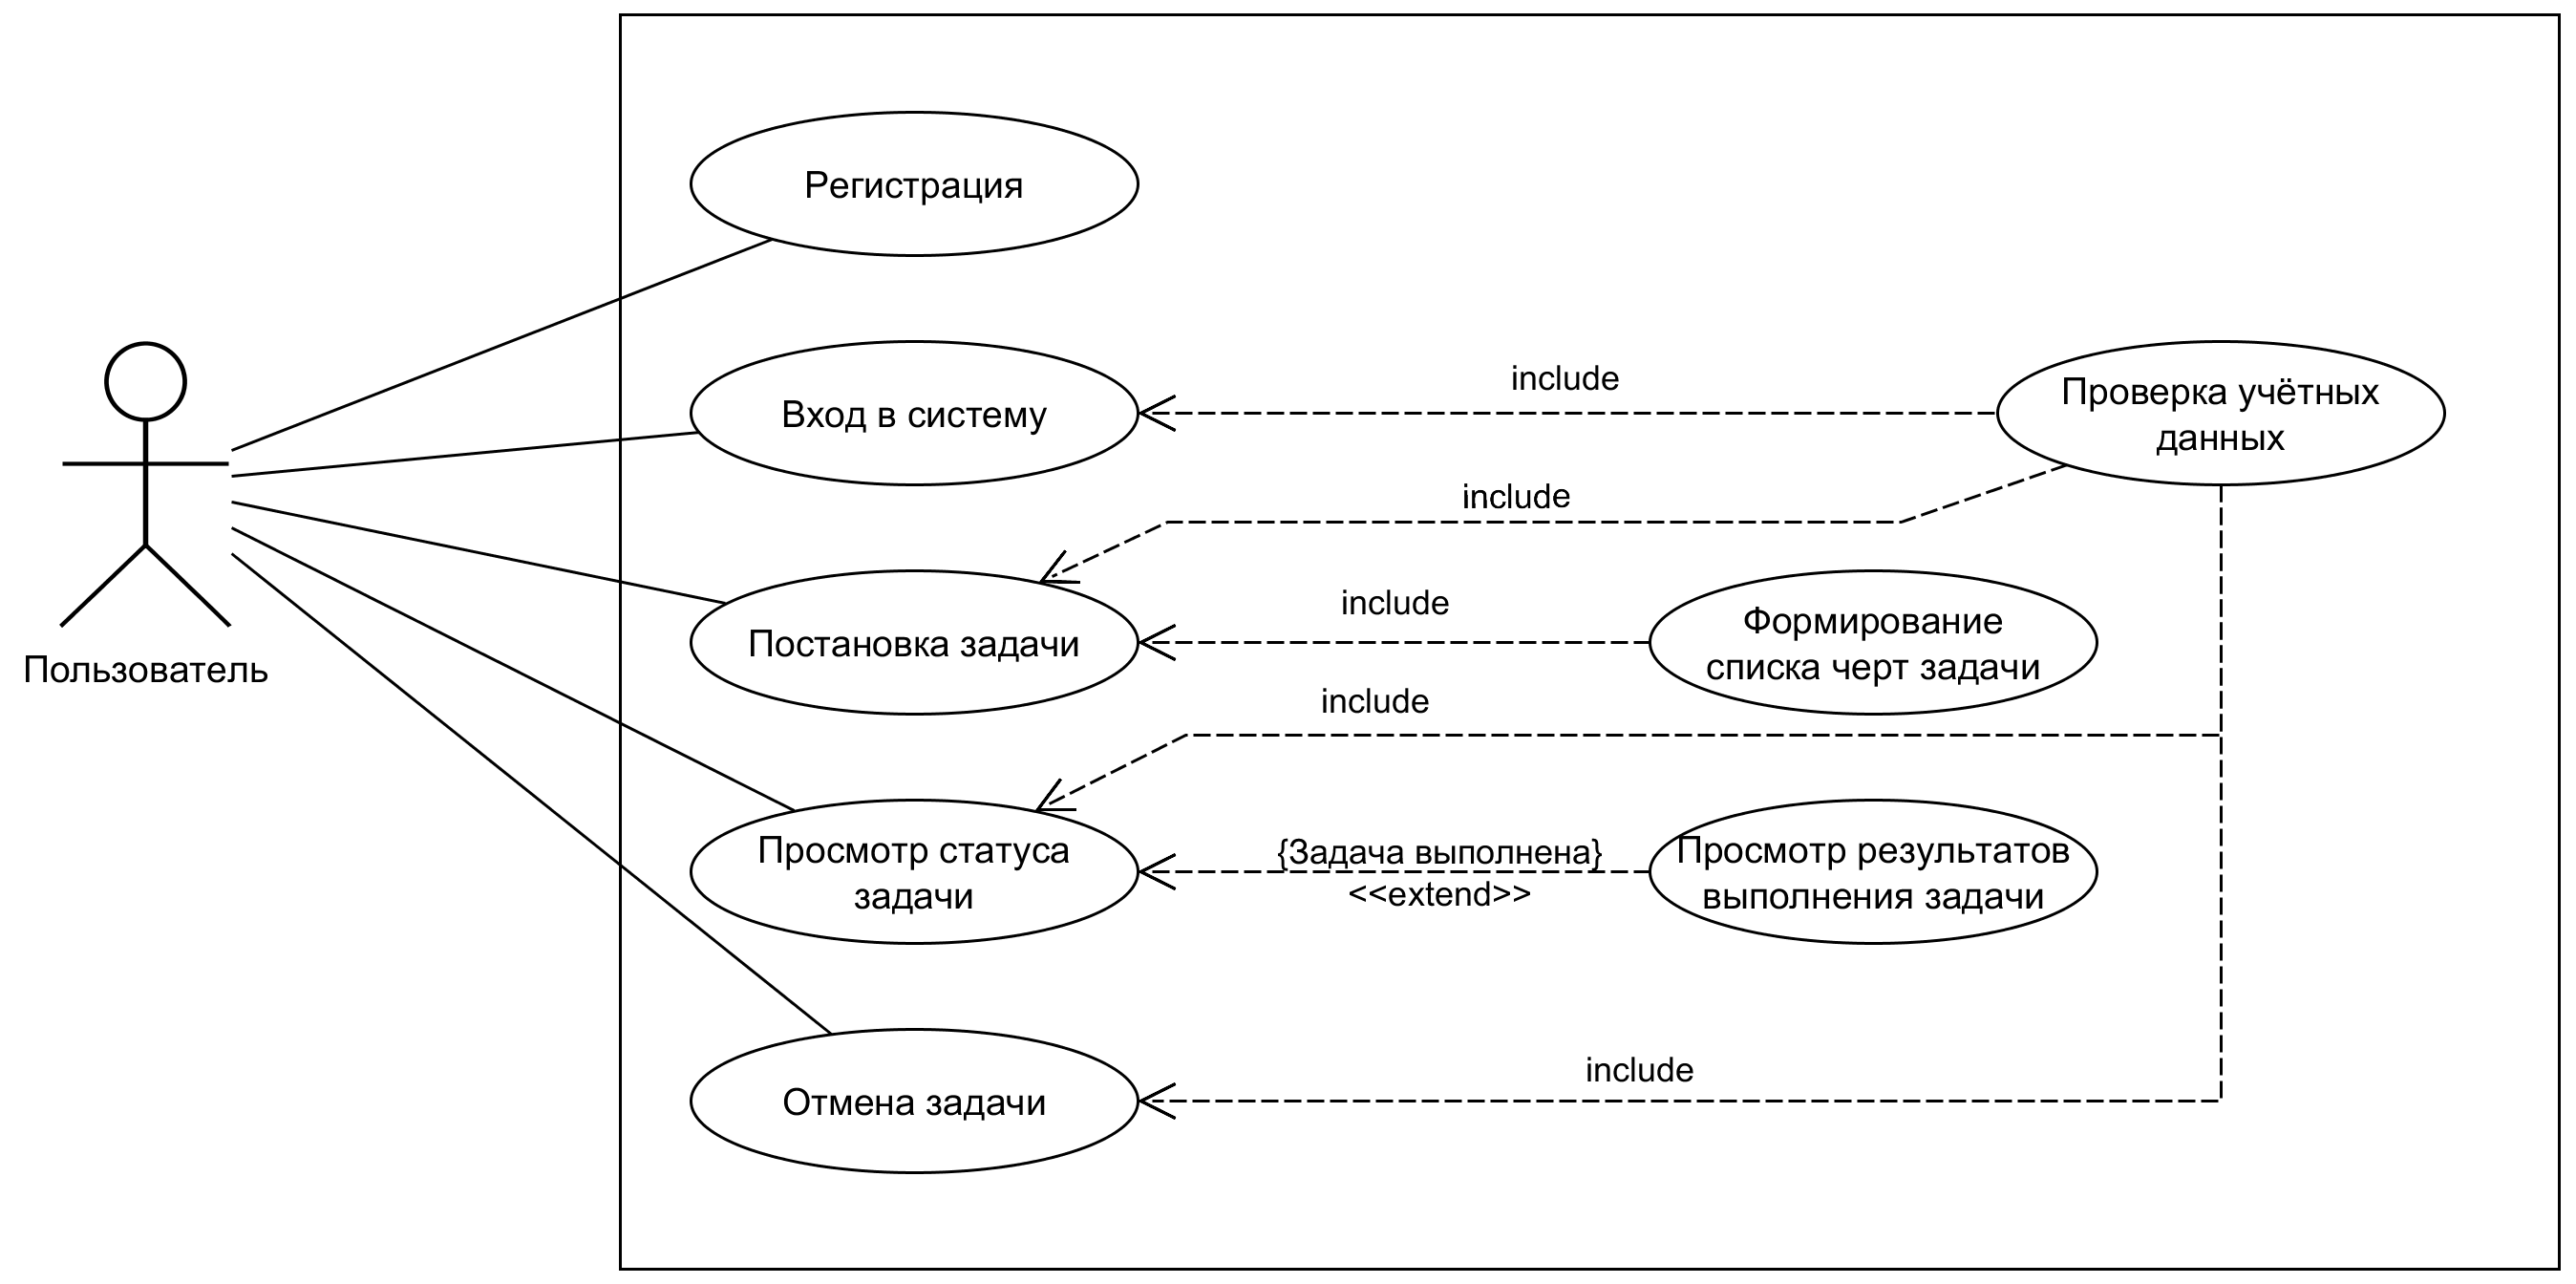 Регистрация
Пользователь
Вход в систему
include
Проверка учётных
данных
include
Постановка задачи
include
Формирование
списка черт задачи
include
Просмотр статуса
задачи
{Задача выполнена}
<<extend>>
Просмотр результатов
выполнения задачи
Отмена задачи
include